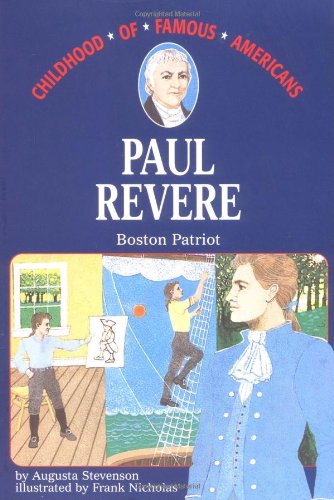 CHILDHOOD ★ OF ★ FAMOUS ★ AMERICANS
PAUL
REVERE
Boston Patriot
by Augusta Stevenson
illustrated by Frank Nicholas